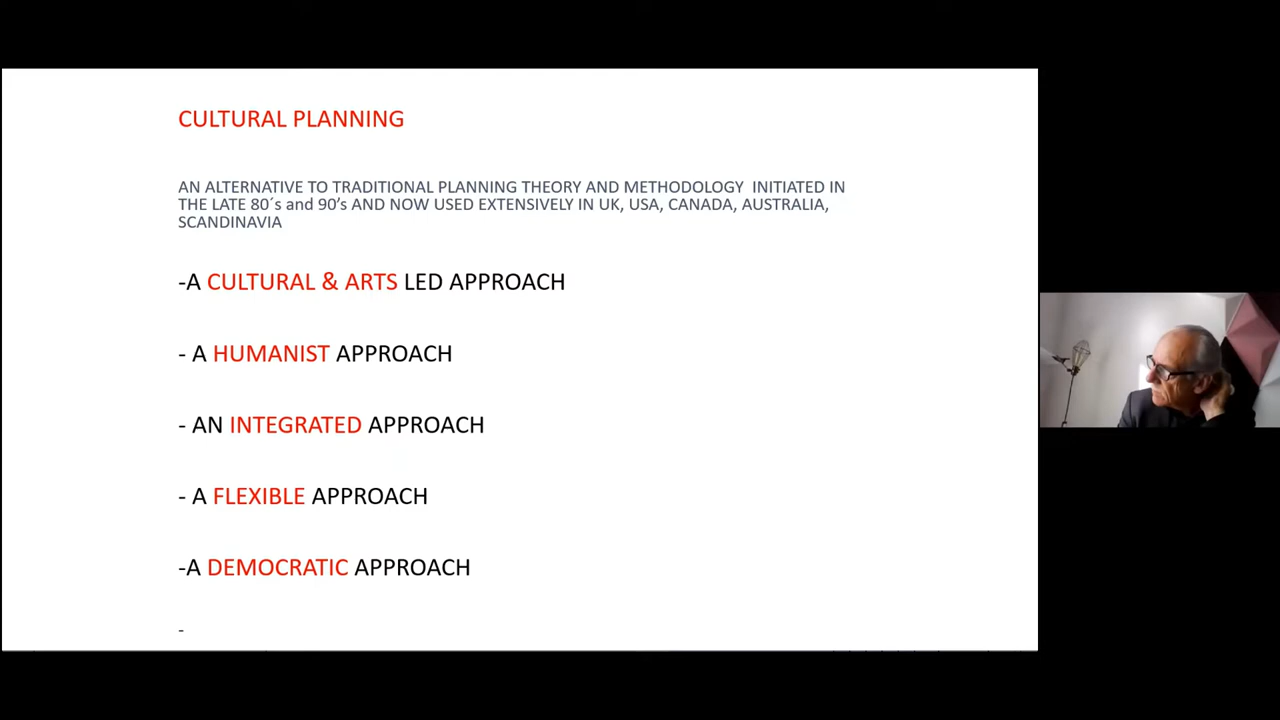 CULTURAL PLANNING
AN ALTERNATIVE TO TRADITIONAL PLANNING THEORY AND METHODOLOGY  INITIATED IN
THE LATE 80´s and 90’s AND NOW USED EXTENSIVELY IN UK, USA, CANADA, AUSTRALIA,
SCANDINAVIA
-A CULTURAL & ARTS LED APPROACH
- A HUMANIST APPROACH
- AN INTEGRATED APPROACH
- A FLEXIBLE APPROACH
-A DEMOCRATIC APPROACH
-